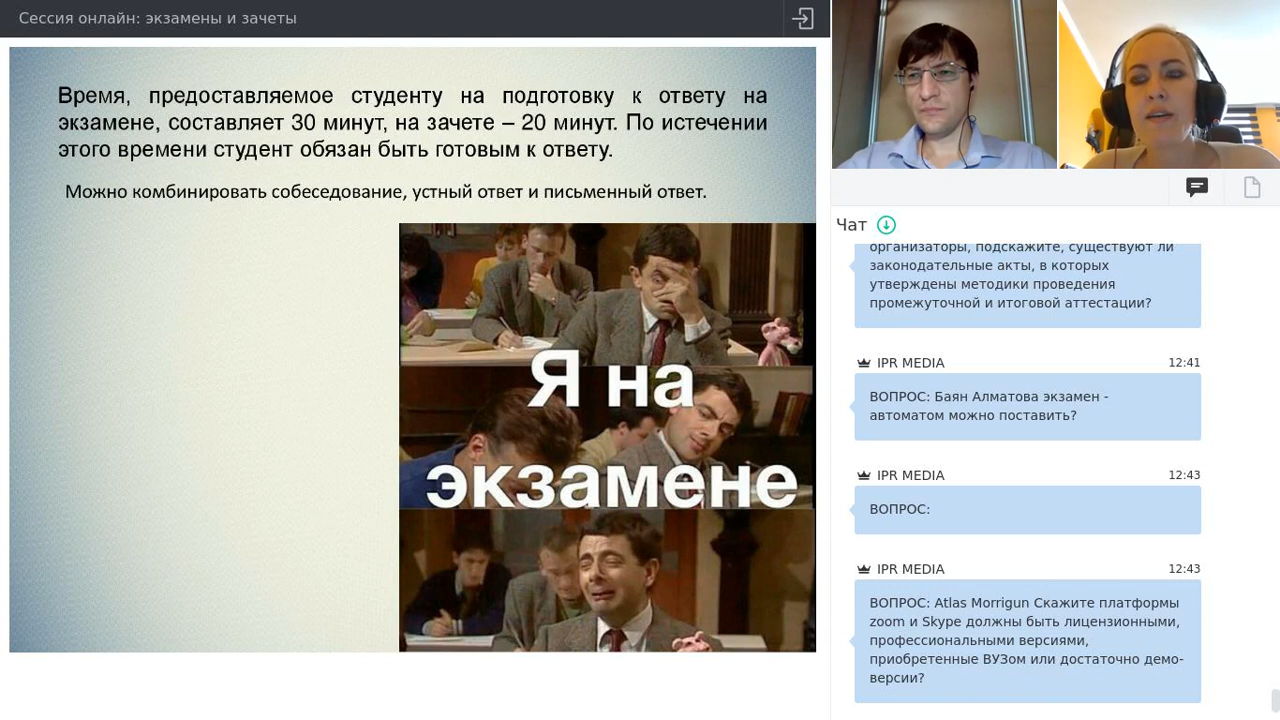 Сессия онлайн: экзамены и зачеты
Время, предоставляемое студенту на подготовку к ответу на
экзамене, составляет 30 минут, на зачете – 20 минут. По истечении
этого времени студент обязан быть готовым к ответу.
Можно комбинировать собеседование, устный ответ и письменный ответ.
Я на
экзамене
Чат
организаторы, подскажите, существуют ли
законодательные акты, в которых
утверждены методики проведения
промежуточной и итоговой аттестации?
IPR MEDIA 12:41
ВОПРОС: Баян Алматова экзамен -
автоматом можно поставить?
IPR MEDIA 12:43
ВОПРОС:
IPR MEDIA 12:43
ВОПРОС: Atlas Morrigun Скажите платформы
zoom и Skype должны быть лицензионными,
профессиональными версиями,
приобретенные ВУЗом или достаточно демо-
версии?